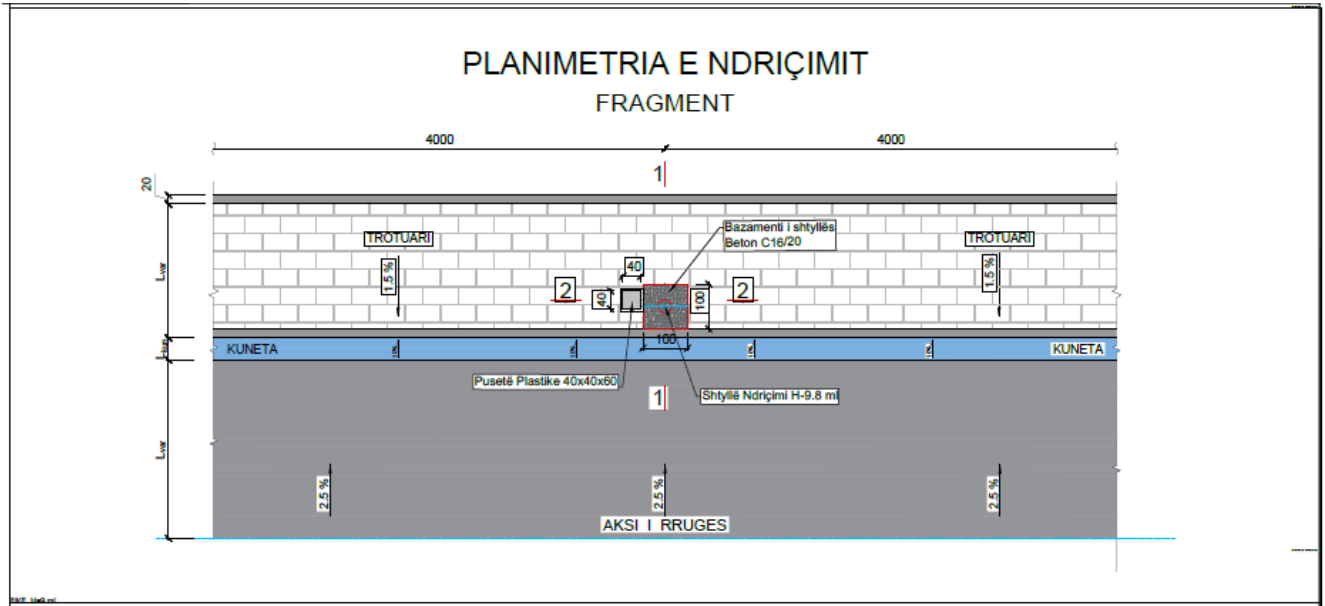 PLANIMETRIA E NDRIÇIMIT
FRAGMENT
4000
4000
20
1
Bazamenti i shtyllës
Beton C16/20
TROTUARI
TROTUARI
L.var
1.5 %
1.5 %
40
2
40
100
2
100
KUNETA
KUNETA
Pusetë Plastike 40x40x60
1
Shtyllë Ndriçimi H-9.8 ml
L.var
2.5 %
2.5 %
2.5 %
AKSI I RRUGES